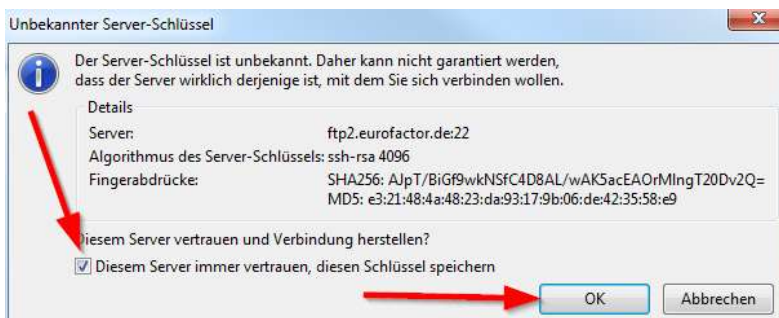 Unbekannter Server-Schlüssel
Der Server-Schlüssel ist unbekannt. Daher kann nicht garantiert werden,
dass der Server wirklich derjenige ist, mit dem Sie sich verbinden wollen.
Details
Server: ftp2.eurofactor.de:22
Algorithmus des Server-Schlüssels: ssh-rsa 4096
Fingerabdrücke: SHA256: AJpT/BiGf9wkNSfC4D8AL/wAK5acEAOrMIngT20Dv2Q=
MD5: e3:21:48:4a:48:23:da:93:17:9b:06:de:42:35:58:e9
Diesem Server vertrauen und Verbindung herstellen?
Diesem Server immer vertrauen, diesen Schlüssel speichern
OK Abbrechen